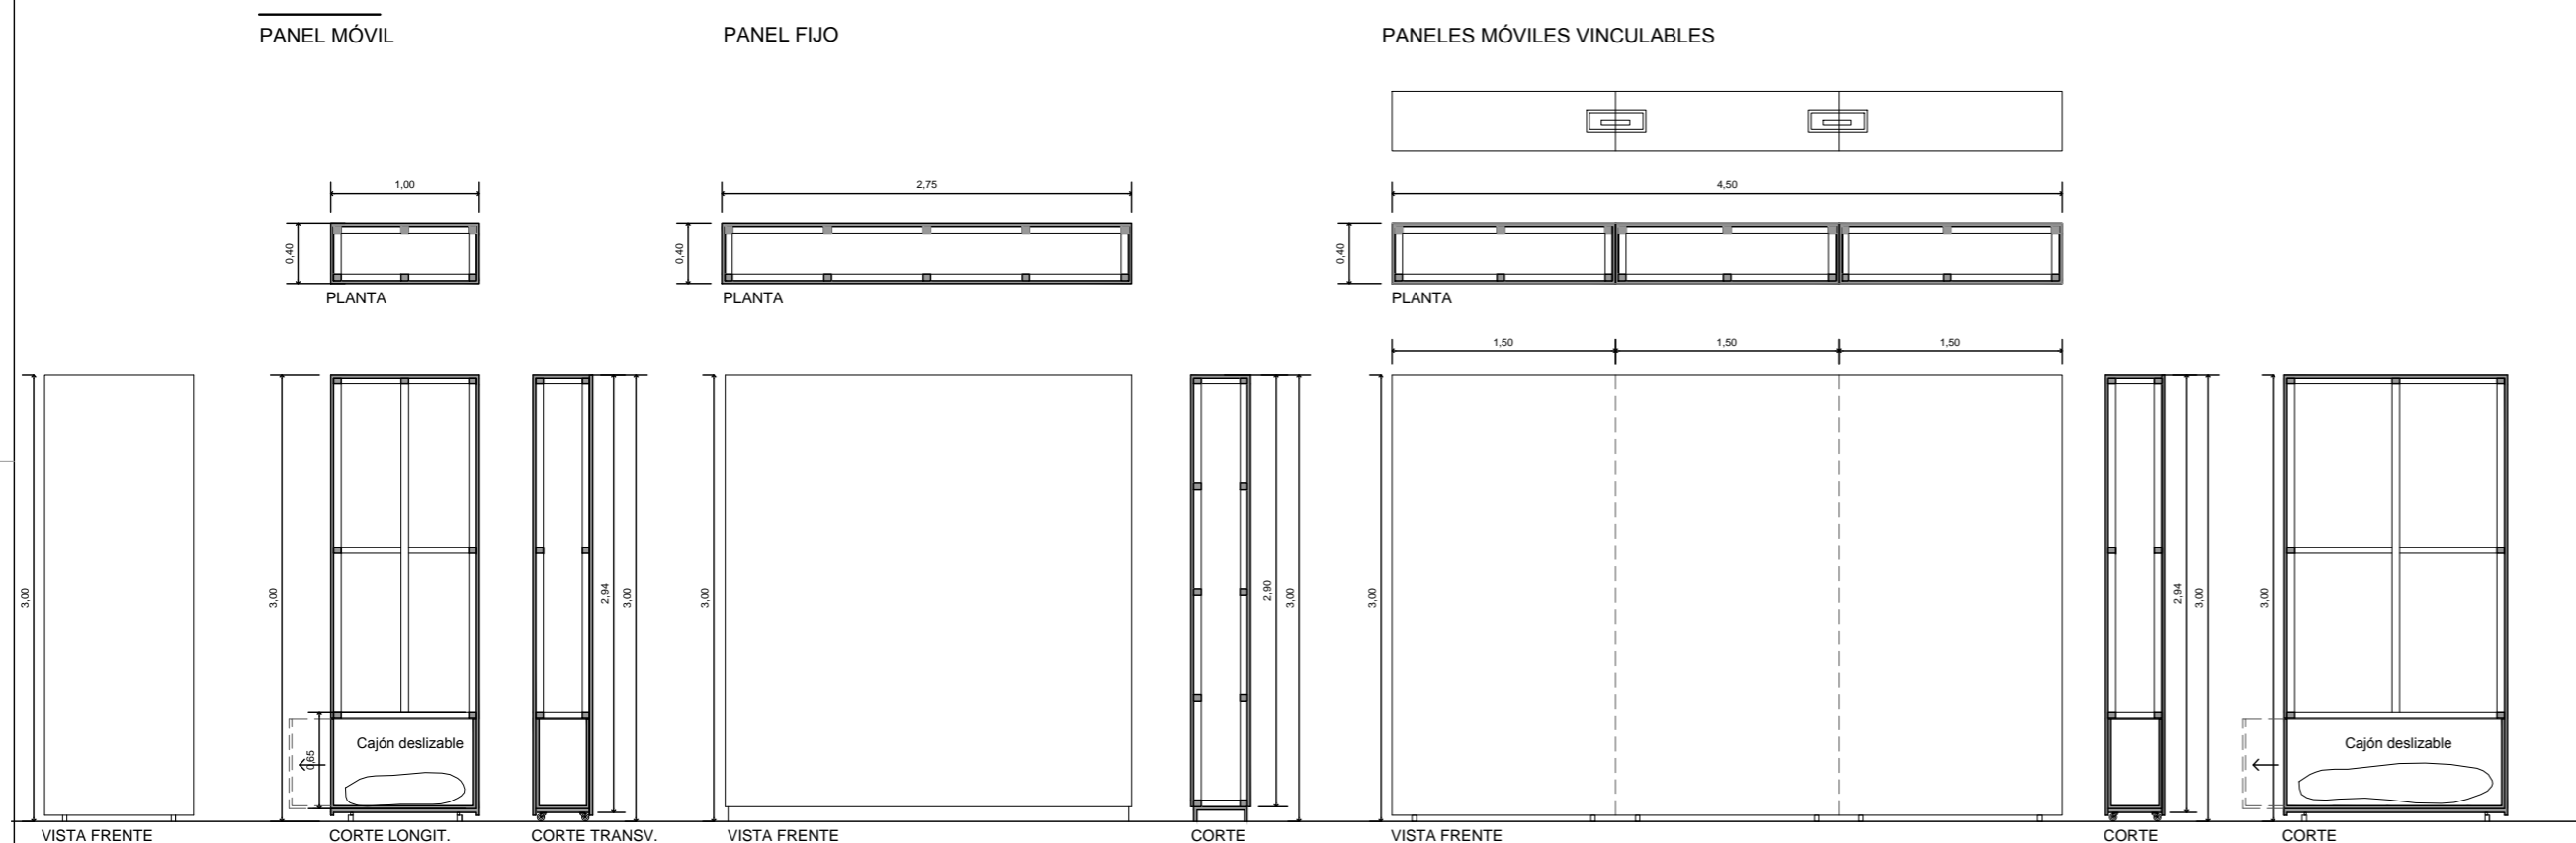 PANEL MÓVIL
PANEL FIJO
PANELES MÓVILES VINCULABLES
1,00
2,75
4,50
0,40
0,40
0,40
PLANTA
PLANTA
PLANTA
1,50
1,50
1,50
3,00
3,00
2,94
3,00
3,00
2,90
3,00
3,00
2,94
3,00
3,00
0,65
Cajón deslizable
Cajón deslizable
VISTA FRENTE
CORTE LONGIT.
CORTE TRANSV.
VISTA FRENTE
CORTE
VISTA FRENTE
CORTE
CORTE